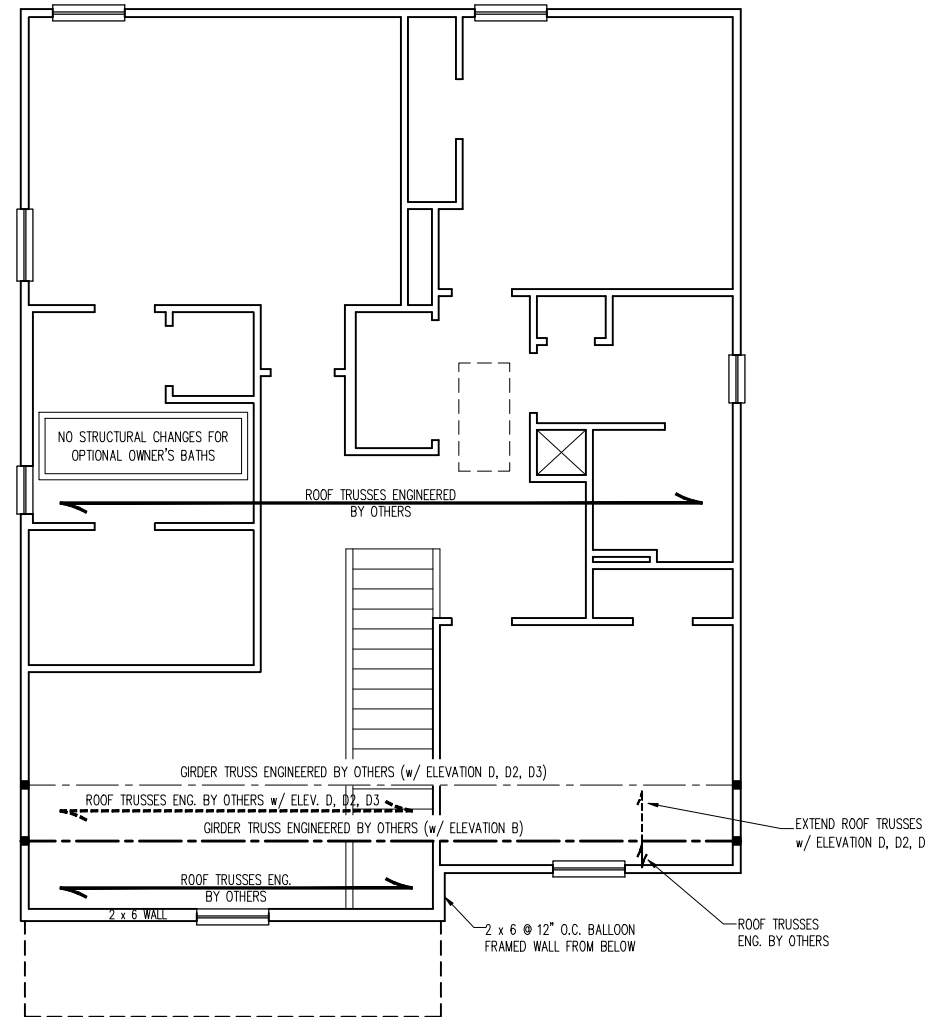 NO STRUCTURAL CHANGES FOR
OPTIONAL OWNER'S BATHS
ROOF TRUSSES ENGINEERED
BY OTHERS
GIRDER TRUSS ENGINEERED BY OTHERS (w/ ELEVATION D, D2, D3)
ROOF TRUSSES ENG. BY OTHERS w/ ELEV. D, D2, D3
GIRDER TRUSS ENGINEERED BY OTHERS (w/ ELEVATION B)
EXTEND ROOF TRUSSES
w/ ELEVATION D, D2, D
ROOF TRUSSES ENG.
BY OTHERS
2 x 6 WALL
2 x 6 @ 12" O.C. BALLOON
FRAMED WALL FROM BELOW
ROOF TRUSSES
ENG. BY OTHERS